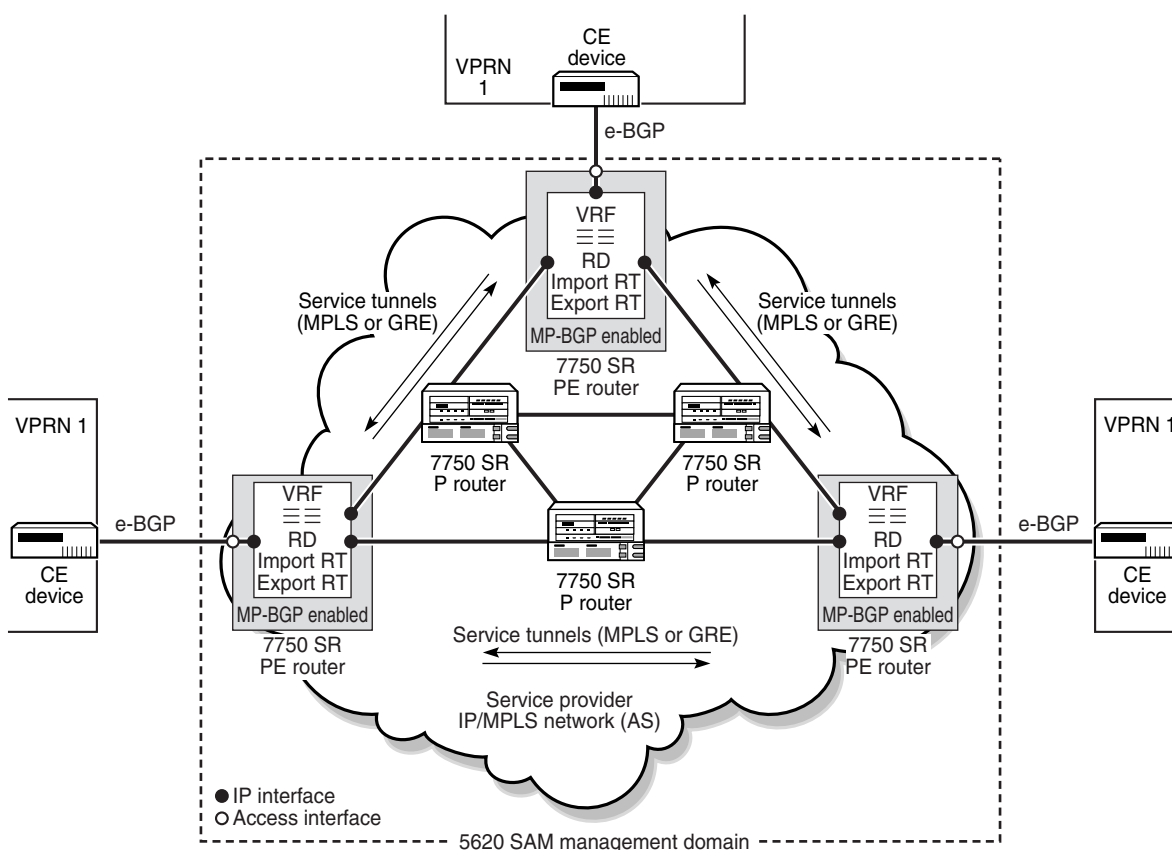 CE
device
VPRN
1
e-BGP
VRF
RD
Import RT
Export RT
MP-BGP enabled
7750 SR
PE router
Service tunnels
(MPLS or GRE)
Service tunnels
(MPLS or GRE)
7750 SR
P router
7750 SR
P router
VPRN 1
CE
device
e-BGP
VRF
RD
Import RT
Export RT
MP-BGP enabled
7750 SR
PE router
7750 SR
P router
VRF
RD
Import RT
Export RT
MP-BGP enabled
7750 SR
PE router
e-BGP
VPRN 1
CE
device
Service tunnels (MPLS or GRE)
Service provider
IP/MPLS network (AS)
IP interface
Access interface
5620 SAM management domain